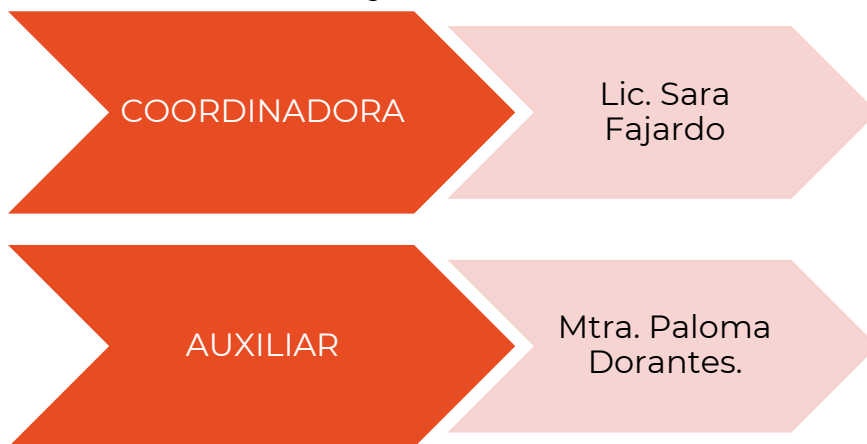 COORDINADORA
Lic. Sara
Fajardo
AUXILIAR
Mtra. Paloma
Dorantes.